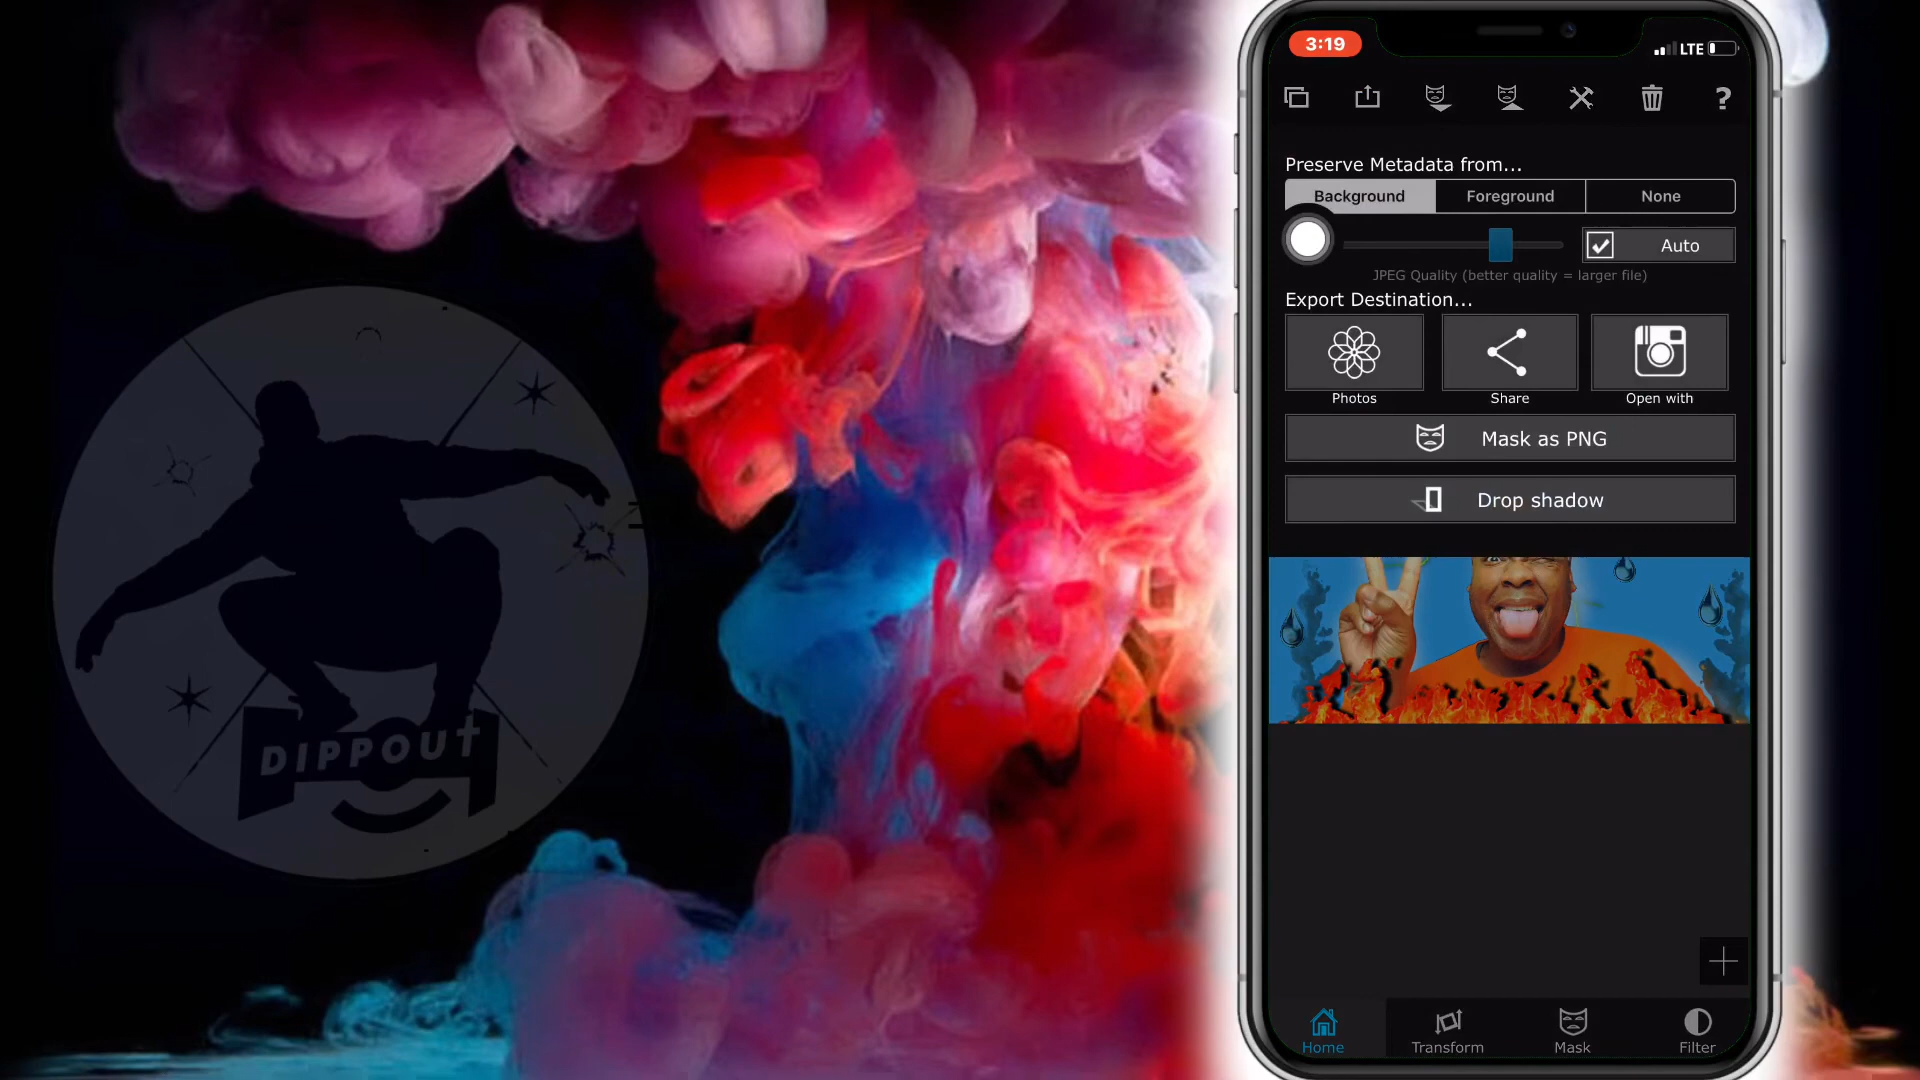 3:19
LTE
?
Preserve Metadata from...
Background Foreground None
Auto
JPEG Quality (better quality = larger file)
Export Destination...
Photos Share Open with
Mask as PNG
Drop shadow
DIPPOUT
Home Transform Mask Filter